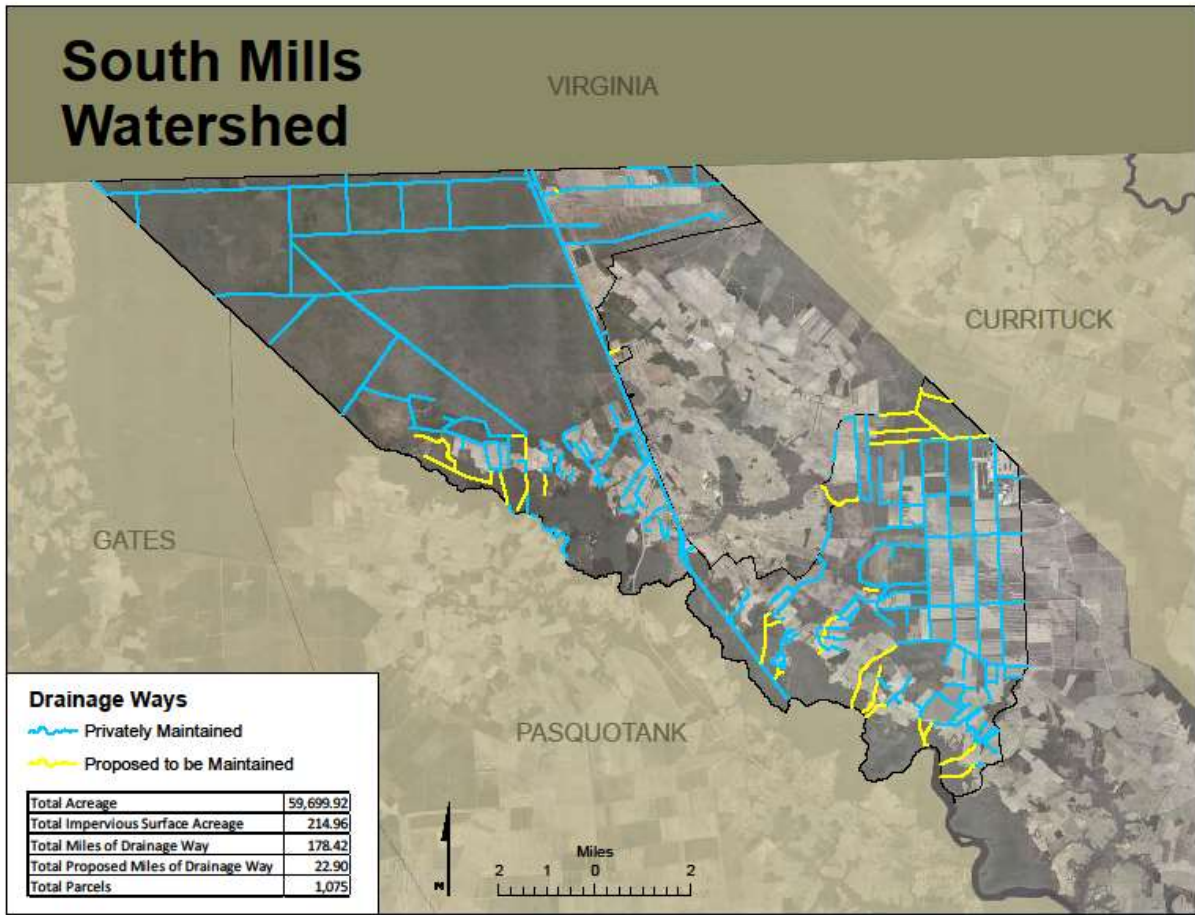 South Mills
Watershed
VIRGINIA
CURRITUCK
GATES
PASQUOTANK
Drainage Ways
Privately Maintained
Proposed to be Maintained
Total Acreage 59,699.92
Total Impervious Surface Acreage 214.96
Total Miles of Drainage Way 178.42
Total Proposed Miles of Drainage Way 22.90
Total Parcels 1,075
N
Miles
2 1 0 2